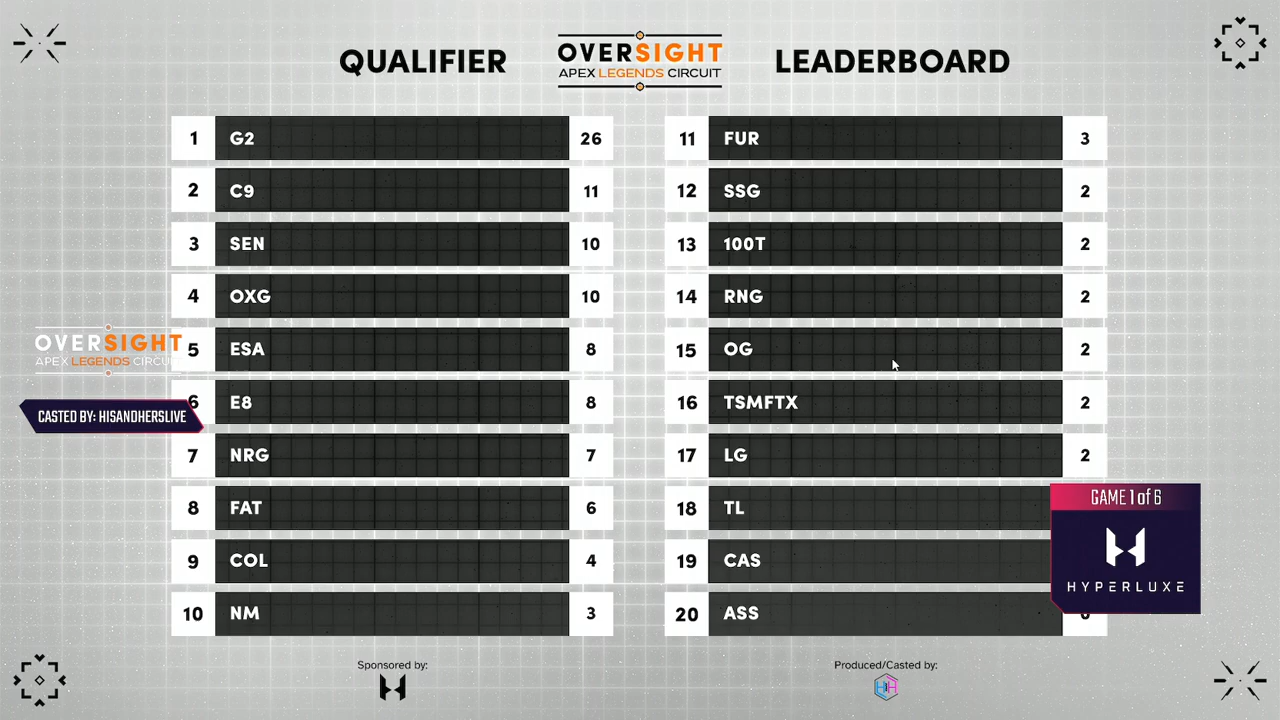 QUALIFIER
OVERSIGHT
APEX LEGENDS CIRCUIT
LEADERBOARD
1 G2 26
2 C9 11
3 SEN 10
4 OXG 10
5 ESA 8
6 E8 8
7 NRG 7
8 FAT 6
9 COL 4
10 NM 3
11 FUR 3
12 SSG 2
13 100T 2
14 RNG 2
15 OG 2
16 TSMFTX 2
17 LG 2
18 TL
19 CAS
20 ASS
OVERSIGHT
APEX LEGENDS CIRCUIT
CASTED BY: HISANDHERSLIVE
GAME 1 of 6
HYPERLUXE
Sponsored by:
Produced/Casted by: